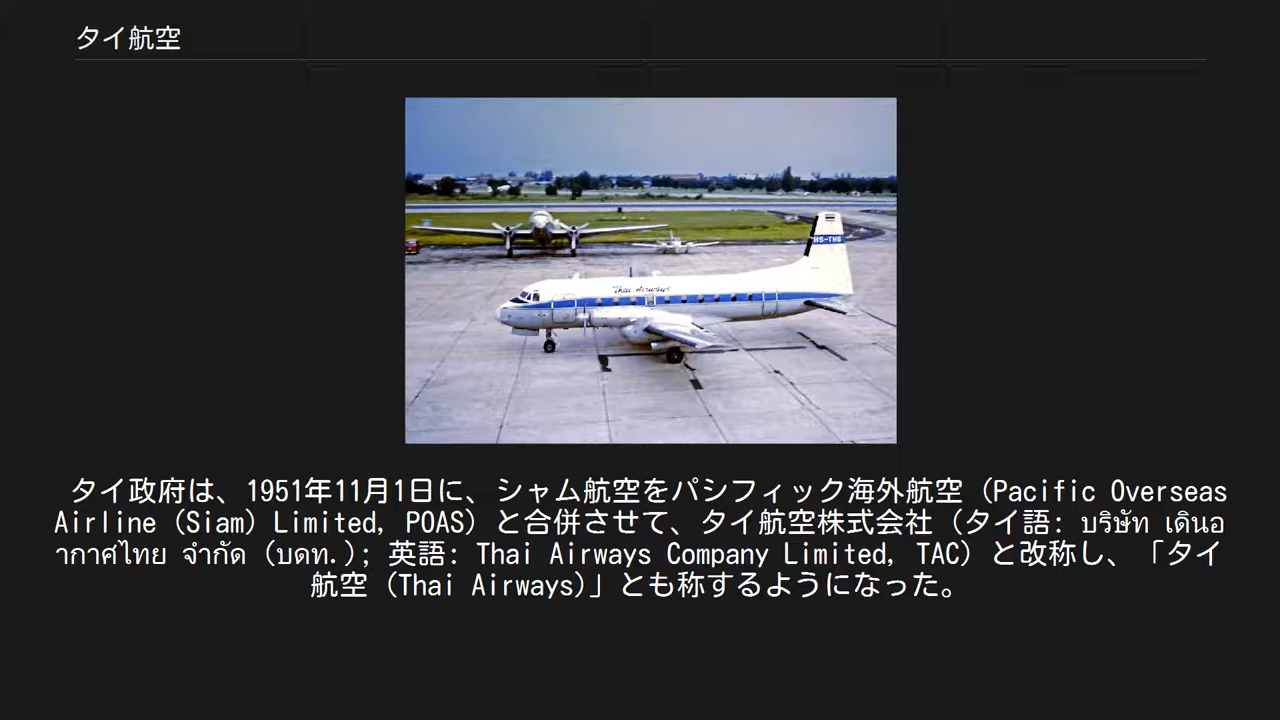 タイ航空
Thai Airways
HS-THG
タイ政府は、1951年11月1日に、シャム航空をパシフィック海外航空（Pacific Overseas
Airline (Siam) Limited, POAS）と合併させて、タイ航空株式会社（タイ語: บริษัท เดินอ
ากาศไทย จำกัด (บดท.); 英語: Thai Airways Company Limited, TAC）と改称し、「タイ
航空（Thai Airways)」とも称するようになった。